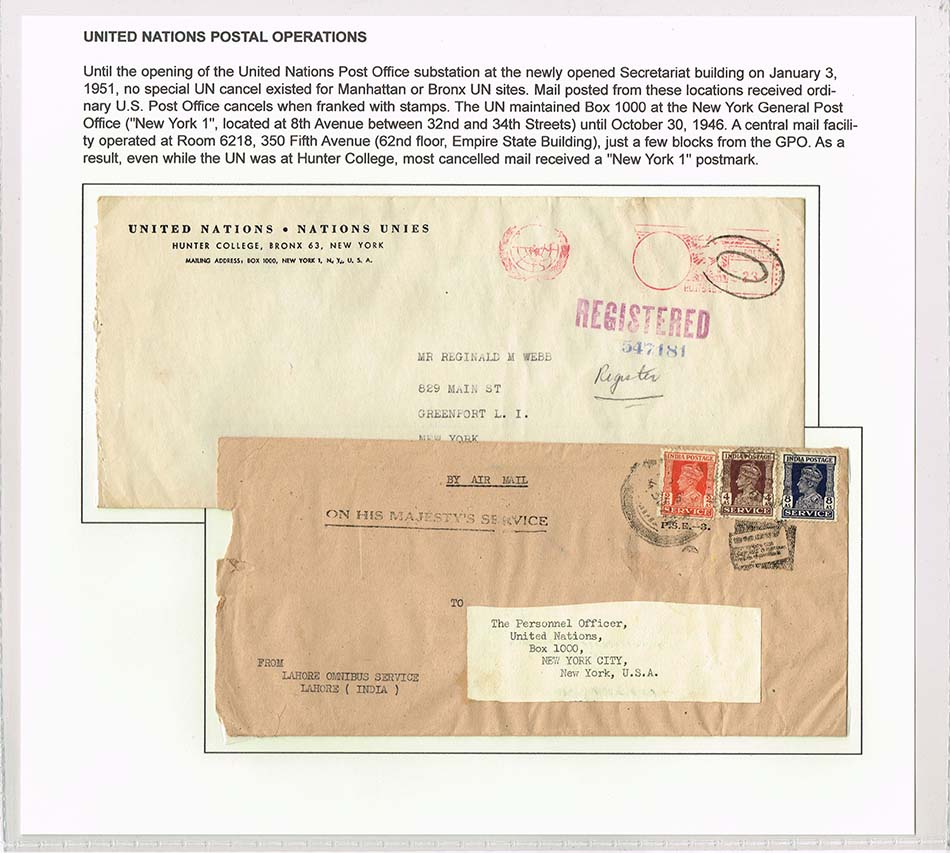 UNITED NATIONS POSTAL OPERATIONS
Until the opening of the United Nations Post Office substation at the newly opened Secretariat building on January 3,
1951, no special UN cancel existed for Manhattan or Bronx UN sites. Mail posted from these locations received ordi-
nary U.S. Post Office cancels when franked with stamps. The UN maintained Box 1000 at the New York General Post
Office ("New York 1", located at 8th Avenue between 32nd and 34th Streets) until October 30, 1946. A central mail facili-
ty operated at Room 6218, 350 Fifth Avenue (62nd floor, Empire State Building), just a few blocks from the GPO. As a
result, even while the UN was at Hunter College, most cancelled mail received a "New York 1" postmark.
UNITED NATIONS • NATIONS UNIES
HUNTER COLLEGE, BRONX 63, NEW YORK
MAILING ADDRESS: BOX 1000, NEW YORK 1, N. Y., U. S. A.
23
REGISTERED
547181
Register
MR REGINALD M WEBB
829 MAIN ST
GREENPORT L. I.
NEW YORK
BY AIR MAIL
ON HIS MAJESTY'S SERVICE
INDIA POSTAGE
SERVICE
INDIA POSTAGE
4 4
SERVICE
INDIA POSTAGE
8 8
SERVICE
P.S.E.—3.
TO
The Personnel Officer,
United Nations,
Box 1000,
NEW YORK CITY,
New York, U.S.A.
FROM
LAHORE OMNIBUS SERVICE
LAHORE ( INDIA )